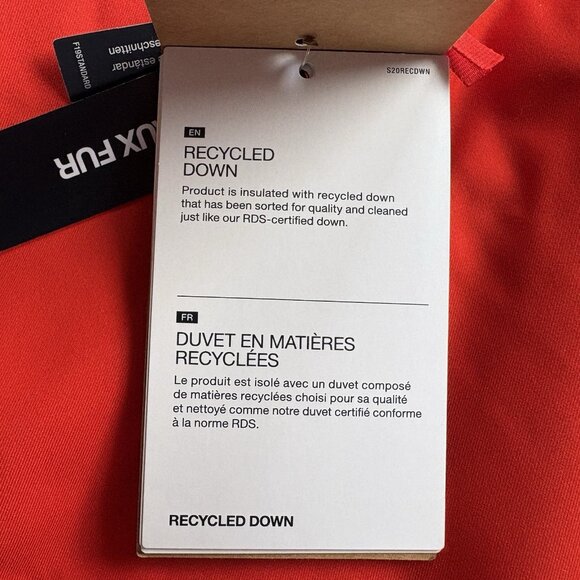 F19STANDARD
estándar
eschnitten
UX FUR
S20RECDWN
EN
RECYCLED
DOWN
Product is insulated with recycled down
that has been sorted for quality and cleaned
just like our RDS-certified down.
FR
DUVET EN MATIÈRES
RECYCLÉES
Le produit est isolé avec un duvet composé
de matières recyclées choisi pour sa qualité
et nettoyé comme notre duvet certifié conforme
à la norme RDS.
RECYCLED DOWN